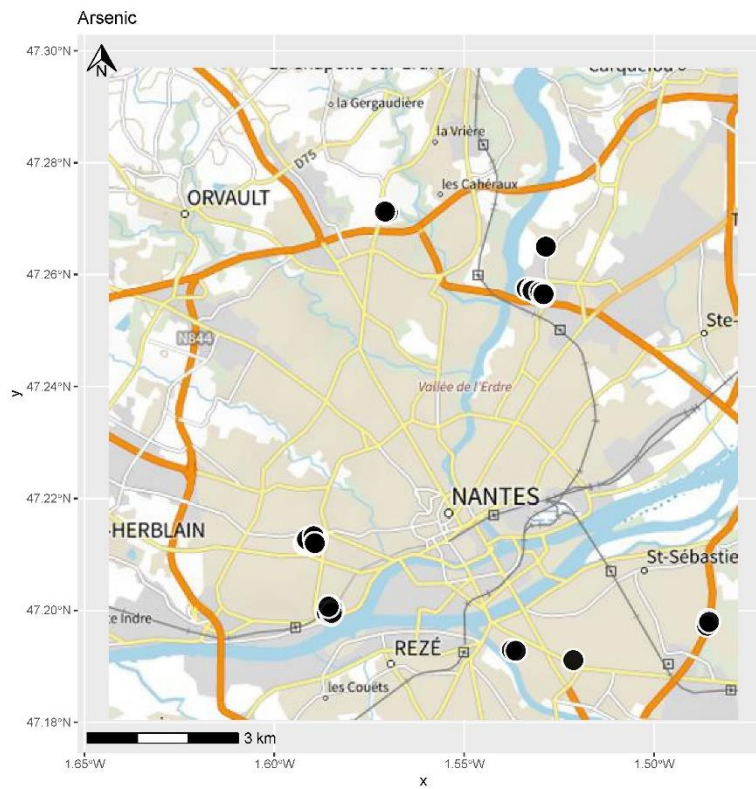 Arsenic
47.30°N
N
Carquefou
la Gergaudière
la Vrière
47.28°N
D75
les Cahéraux
ORVAULT
47.26°N
Ste-
N844
y
47.24°N
Vallée de l'Erdre
47.22°N
NANTES
-HERBLAIN
St-Sébastie
47.20°N
te Indre
REZÉ
les Couëts
47.18°N
3 km
1.65°W
1.60°W
1.55°W
1.50°W
x